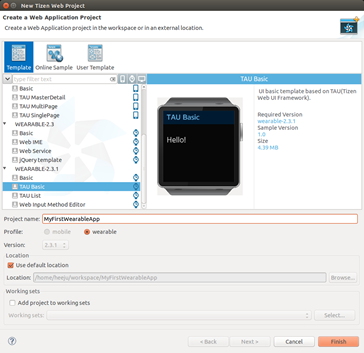 New Tizen Web Project
Create a Web Application Project
Create a Web Application project in the workspace or in an external location.
Template
Online Sample
User Template
type filter text
TAU Basic
Basic
TAU MasterDetail
TAU MultiPage
TAU SinglePage
WEARABLE-2.3
Basic
Web IME
Web Service
jQuery template
WEARABLE-2.3.1
Basic
TAU Basic
TAU List
Web Input Method Editor
TAU Basic
Hello!
UI basic template based on TAU(Tizen
Web UI Framework).
Required Version
wearable-2.3.1
Sample Version
1.0
Size
4.39 MB
Project name: MyFirstWearableApp
Profile: mobile wearable
Version: 2.3.1
Location
Use default location
Location: /home/heeju/workspace/MyFirstWearableApp Browse...
Working sets
Add project to working sets
Working sets: Select...
? < Back Next > Cancel Finish